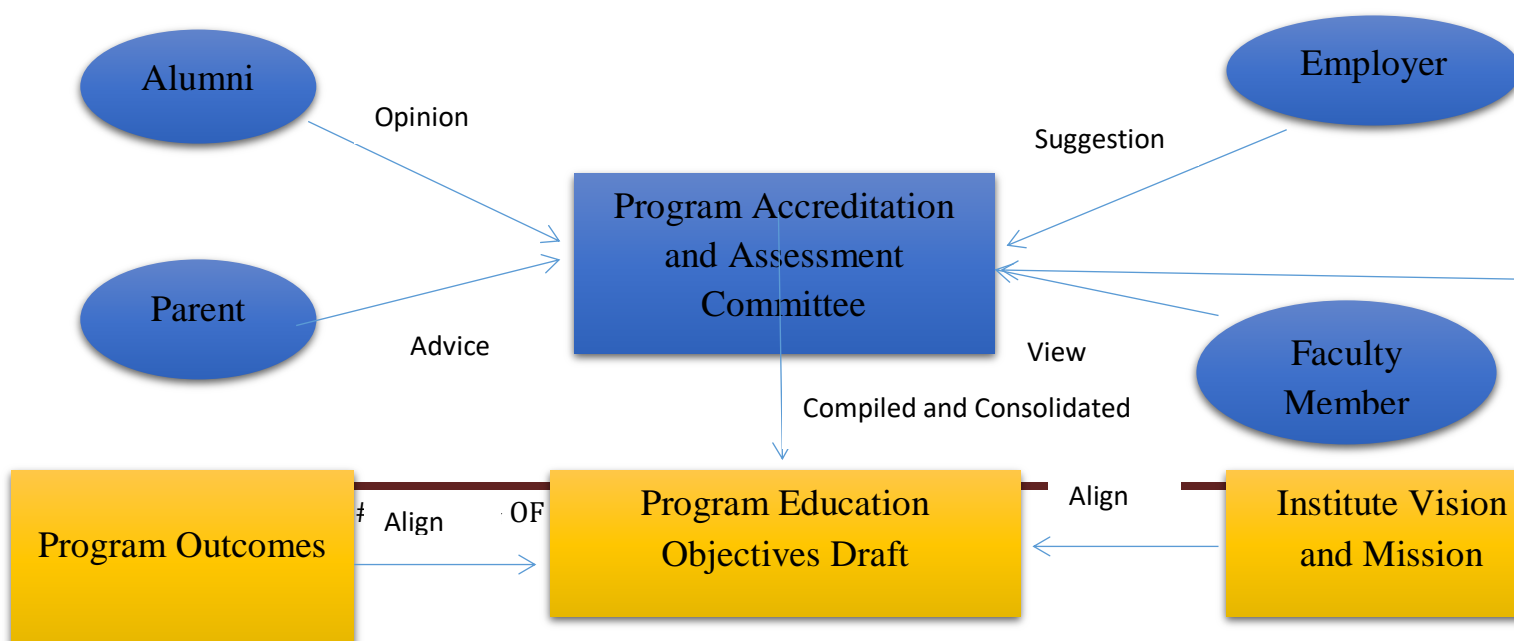 Alumni
Employer
Opinion
Suggestion
Program Accreditation
and Assessment
Committee
Parent
Advice
View
Faculty
Member
Compiled and Consolidated
Program Outcomes
Align
OF
Program Education
Objectives Draft
Align
Institute Vision
and Mission